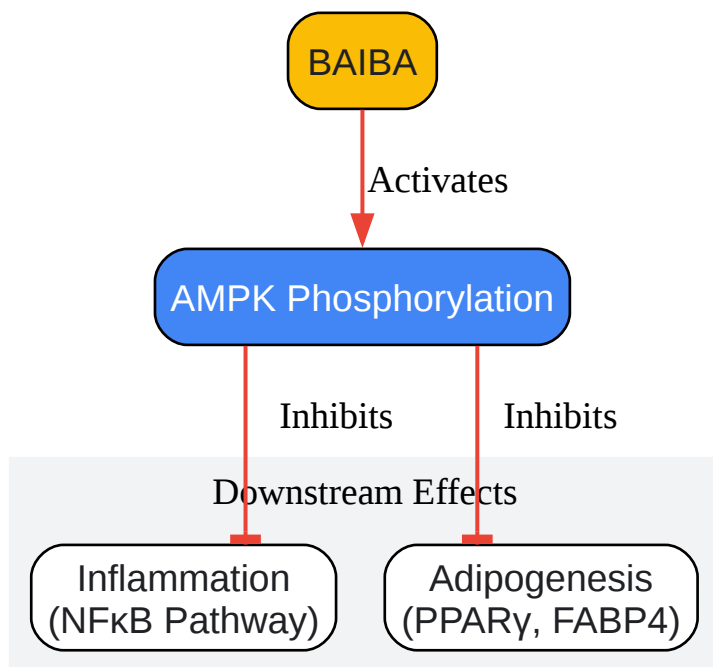 BAIBA
Activates
AMPK Phosphorylation
Inhibits
Inhibits
Downstream Effects
Inflammation
(NFκB Pathway)
Adipogenesis
(PPARγ, FABP4)